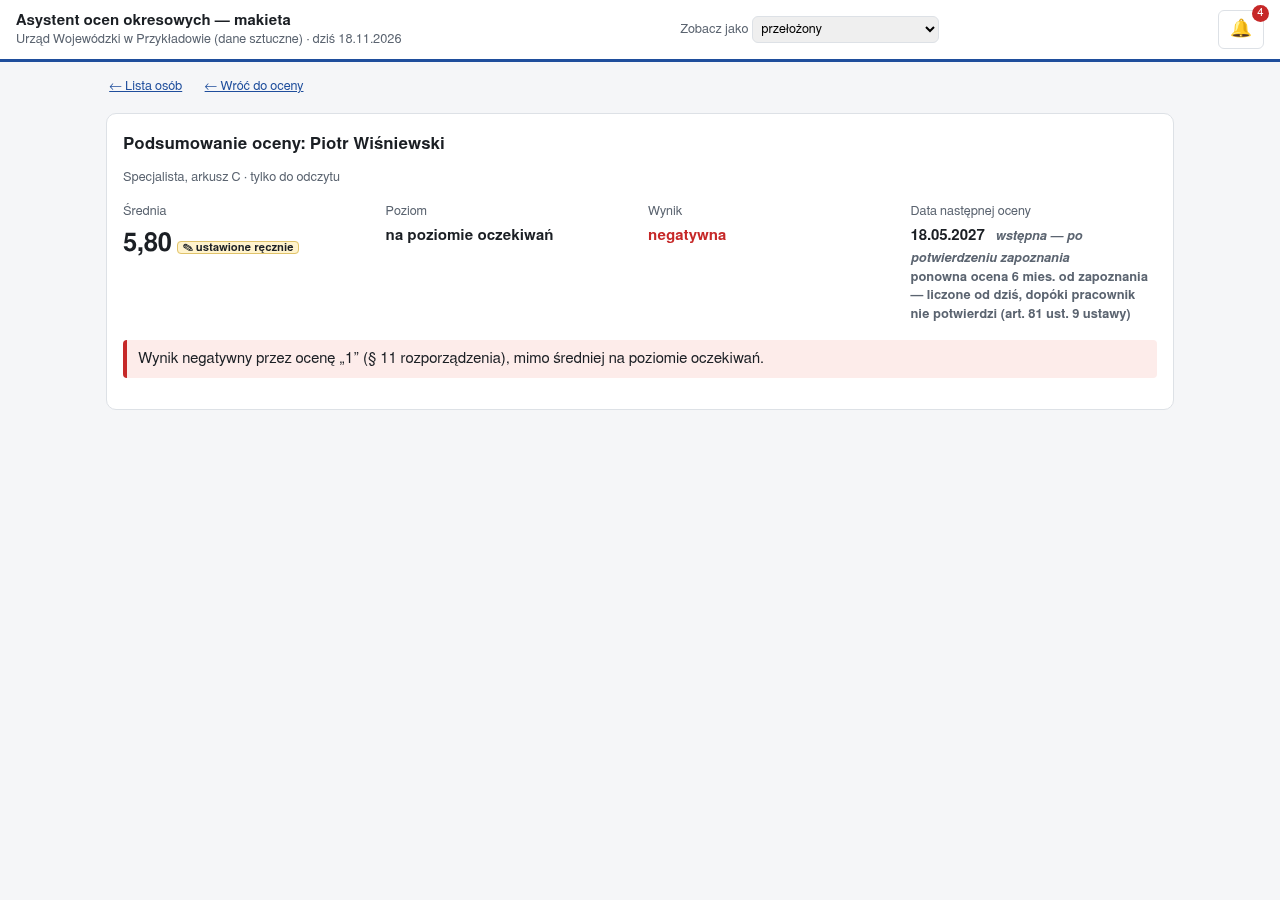 Asystent ocen okresowych — makieta
Urząd Wojewódzki w Przykładowie (dane sztuczne) · dziś 18.11.2026
Zobacz jako przełożony
4
← Lista osób ← Wróć do oceny
Podsumowanie oceny: Piotr Wiśniewski
Specjalista, arkusz C · tylko do odczytu
Średnia
5,80 ✎ ustawione ręcznie
Poziom
na poziomie oczekiwań
Wynik
negatywna
Data następnej oceny
18.05.2027 wstępna — po
potwierdzeniu zapoznania
ponowna ocena 6 mies. od zapoznania
— liczone od dziś, dopóki pracownik
nie potwierdzi (art. 81 ust. 9 ustawy)
Wynik negatywny przez ocenę „1” (§ 11 rozporządzenia), mimo średniej na poziomie oczekiwań.